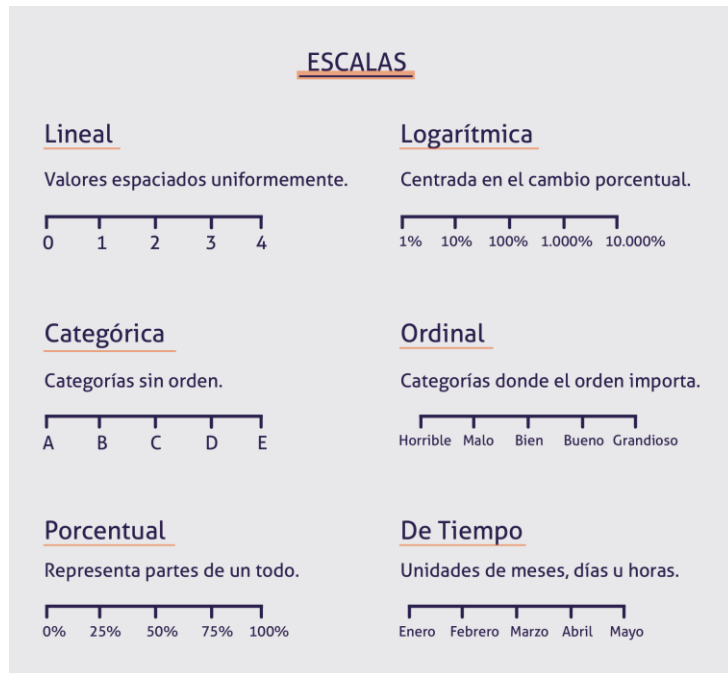 ESCALAS
Lineal
Valores espaciados uniformemente.
0 1 2 3 4
Logarítmica
Centrada en el cambio porcentual.
1% 10% 100% 1.000% 10.000%
Categórica
Categorías sin orden.
A B C D E
Ordinal
Categorías donde el orden importa.
Horrible Malo Bien Bueno Grandioso
Porcentual
Representa partes de un todo.
0% 25% 50% 75% 100%
De Tiempo
Unidades de meses, días u horas.
Enero Febrero Marzo Abril Mayo